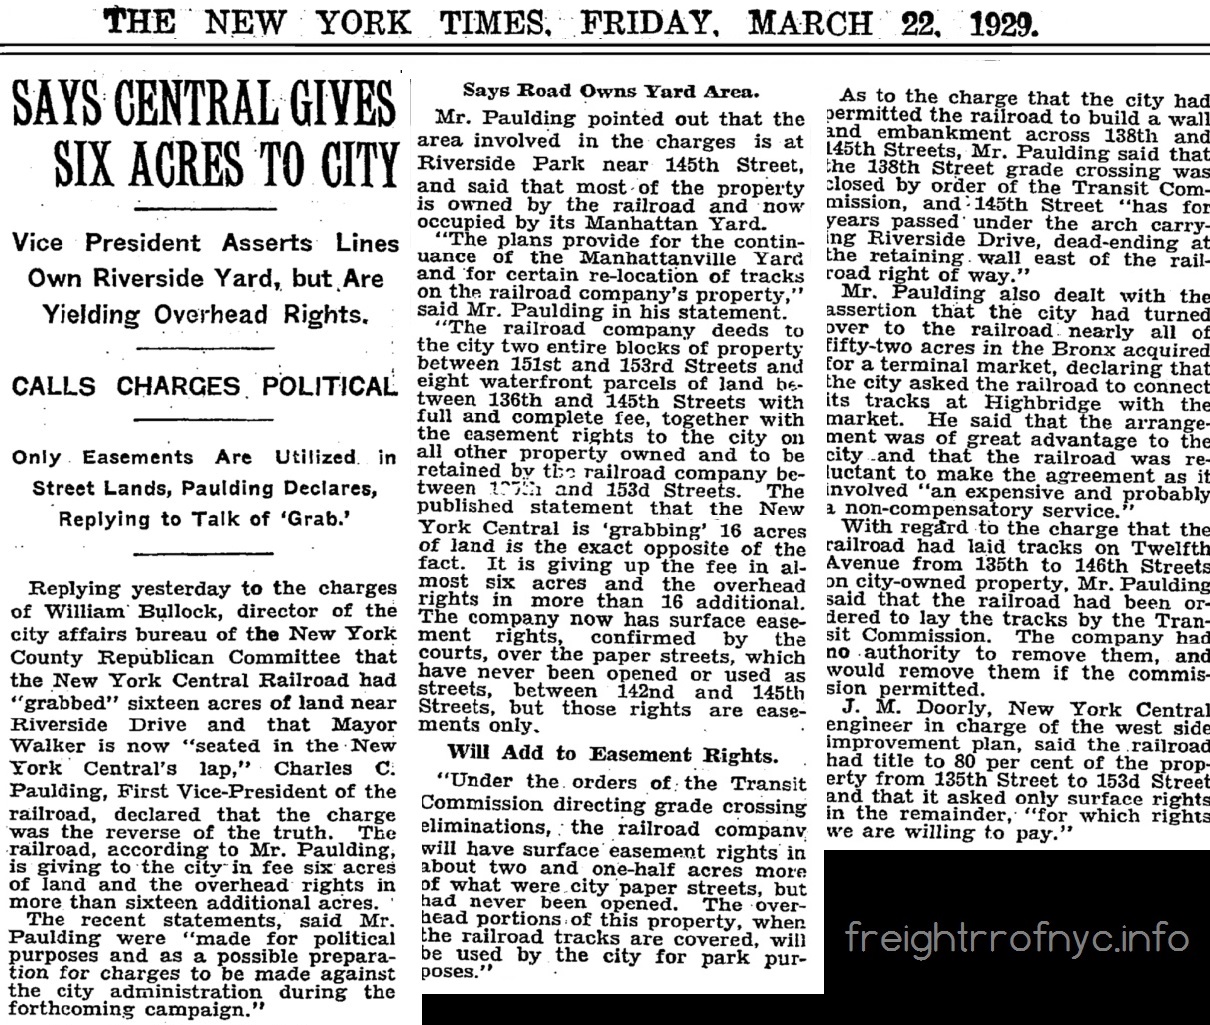 THE NEW YORK TIMES, FRIDAY, MARCH 22, 1929.
SAYS CENTRAL GIVES
SIX ACRES TO CITY
Vice President Asserts Lines
Own Riverside Yard, but Are
Yielding Overhead Rights.
CALLS CHARGES POLITICAL
Only Easements Are Utilized in
Street Lands, Paulding Declares,
Replying to Talk of 'Grab.'
Replying yesterday to the charges
of William Bullock, director of the
city affairs bureau of the New York
County Republican Committee that
the New York Central Railroad had
"grabbed" sixteen acres of land near
Riverside Drive and that Mayor
Walker is now "seated in the New
York Central's lap," Charles C.
Paulding, First Vice-President of the
railroad, declared that the charge
was the reverse of the truth. The
railroad, according to Mr. Paulding,
is giving to the city in fee six acres
of land and the overhead rights in
more than sixteen additional acres.
The recent statements, said Mr.
Paulding were "made for political
purposes and as a possible prepara-
tion for charges to be made against
the city administration during the
forthcoming campaign."
Says Road Owns Yard Area.
Mr. Paulding pointed out that the
area involved in the charges is at
Riverside Park near 145th Street,
and said that most of the property
is owned by the railroad and now
occupied by its Manhattan Yard.
"The plans provide for the contin-
uance of the Manhattanville Yard
and for certain re-location of tracks
on the railroad company's property,"
said Mr. Paulding in his statement.
"The railroad company deeds to
the city two entire blocks of property
between 151st and 153rd Streets and
eight waterfront parcels of land be-
tween 136th and 145th Streets with
full and complete fee, together with
the easement rights to the city on
all other property owned and to be
retained by the railroad company be-
tween and 153d Streets. The
published statement that the New
York Central is 'grabbing' 16 acres
of land is the exact opposite of the
fact. It is giving up the fee in al-
most six acres and the overhead
rights in more than 16 additional.
The company now has surface ease-
ment rights, confirmed by the
courts, over the paper streets, which
have never been opened or used as
streets, between 142nd and 145th
Streets, but those rights are ease-
ments only.
Will Add to Easement Rights.
"Under the orders of the Transit
Commission directing grade crossing
eliminations, the railroad company
will have surface easement rights in
about two and one-half acres more
of what were city paper streets, but
had never been opened. The over-
head portions of this property, when
the railroad tracks are covered, will
be used by the city for park pur-
poses."
As to the charge that the city had
permitted the railroad to build a wall
and embankment across 138th and
145th Streets, Mr. Paulding said that
the 138th Street grade crossing was
closed by order of the Transit Com-
mission, and 145th Street "has for
years passed under the arch carry-
ing Riverside Drive, dead-ending at
the retaining wall east of the rail-
road right of way."
Mr. Paulding also dealt with the
assertion that the city had turned
over to the railroad nearly all of
fifty-two acres in the Bronx acquired
for a terminal market, declaring that
the city asked the railroad to connect
its tracks at Highbridge with the
market. He said that the arrange-
ment was of great advantage to the
city and that the railroad was re-
luctant to make the agreement as it
involved "an expensive and probably
a non-compensatory service."
With regard to the charge that the
railroad had laid tracks on Twelfth
Avenue from 135th to 146th Streets
on city-owned property, Mr. Paulding
said that the railroad had been or-
dered to lay the tracks by the Tran-
sit Commission. The company had
no authority to remove them, and
would remove them if the commis-
sion permitted.
J. M. Doorly, New York Central
engineer in charge of the west side
improvement plan, said the railroad
had title to 80 per cent of the prop-
erty from 135th Street to 153d Street
and that it asked only surface rights
in the remainder, "for which rights
we are willing to pay."
freightrrofnyc.info